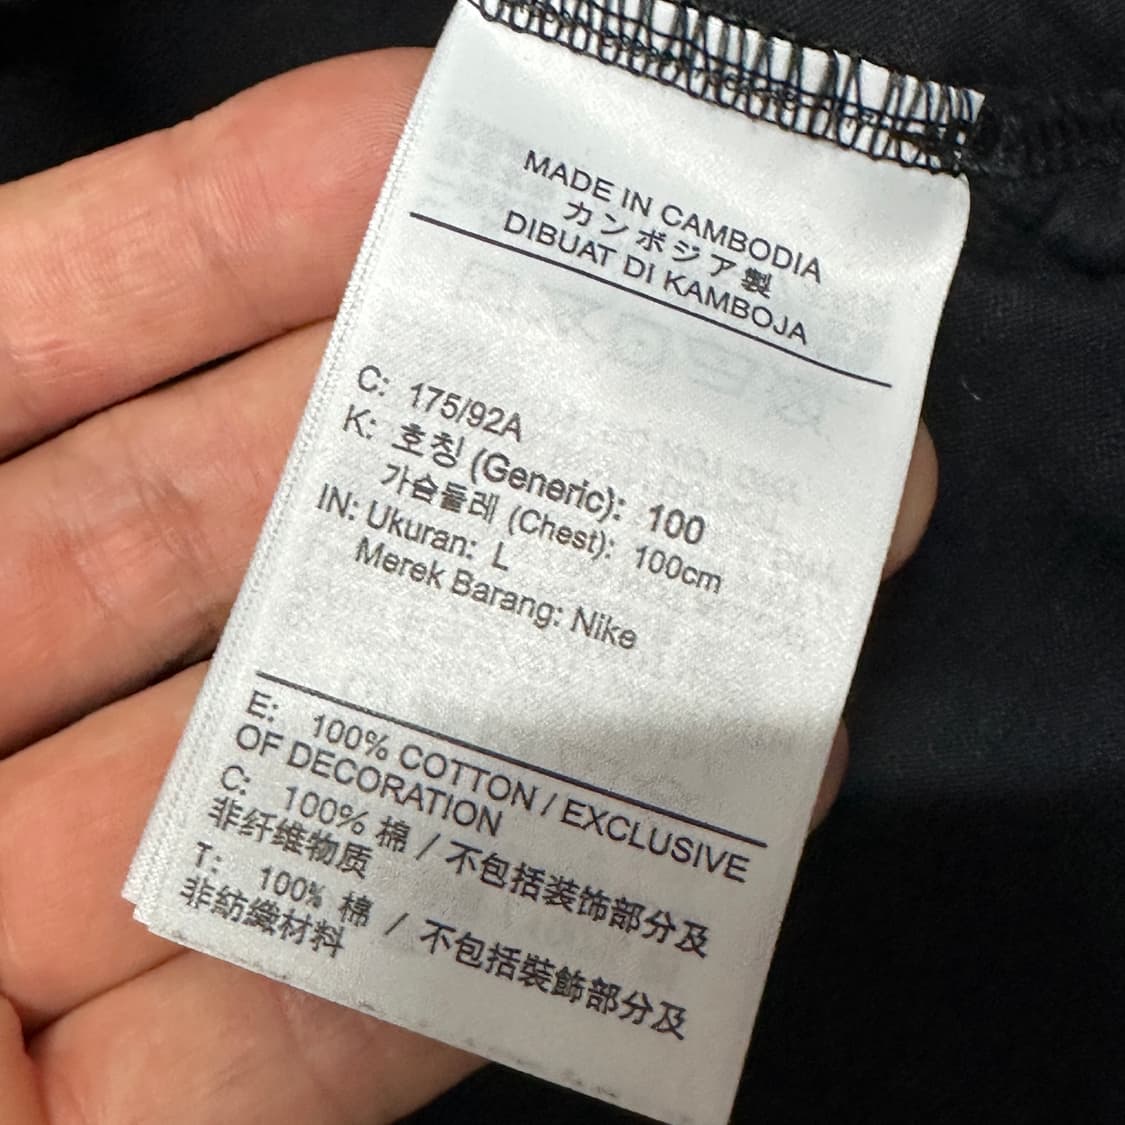 MADE IN CAMBODIA
カンボジア製
DIBUAT DI KAMBOJA
C: 175/92A
K: 호칭 (Generic): 100
가슴둘레 (Chest): 100cm
IN: Ukuran: L
Merek Barang: Nike
E: 100% COTTON / EXCLUSIVE
OF DECORATION
C: 100% 棉 / 不包括装饰部分及
非纤维物质
T: 100% 棉 / 不包括裝飾部分及
非紡織材料